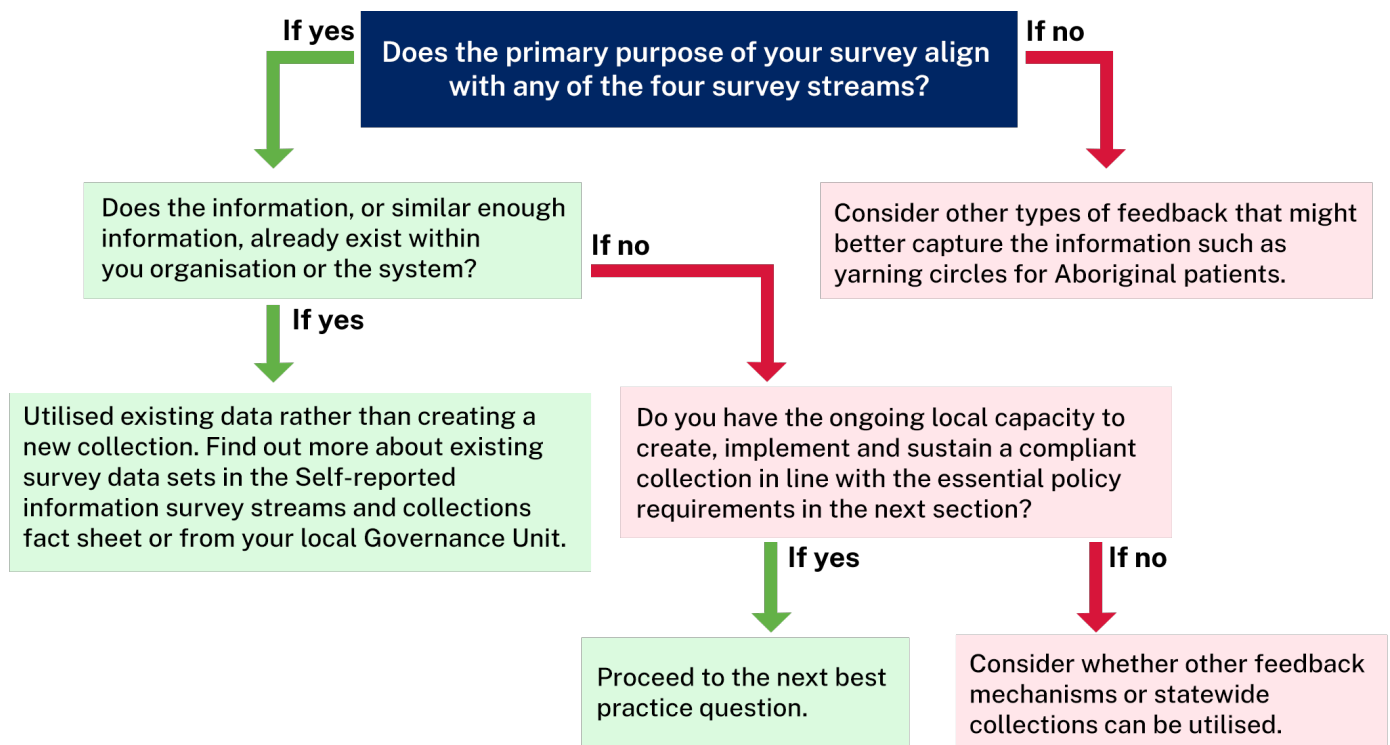 If yes
Does the primary purpose of your survey align
with any of the four survey streams?
If no
Does the information, or similar enough
information, already exist within
you organisation or the system?
If no
Consider other types of feedback that might
better capture the information such as
yarning circles for Aboriginal patients.
If yes
Utilised existing data rather than creating a
new collection. Find out more about existing
survey data sets in the Self-reported
information survey streams and collections
fact sheet or from your local Governance Unit.
Do you have the ongoing local capacity to
create, implement and sustain a compliant
collection in line with the essential policy
requirements in the next section?
If yes
If no
Proceed to the next best
practice question.
Consider whether other feedback
mechanisms or statewide
collections can be utilised.